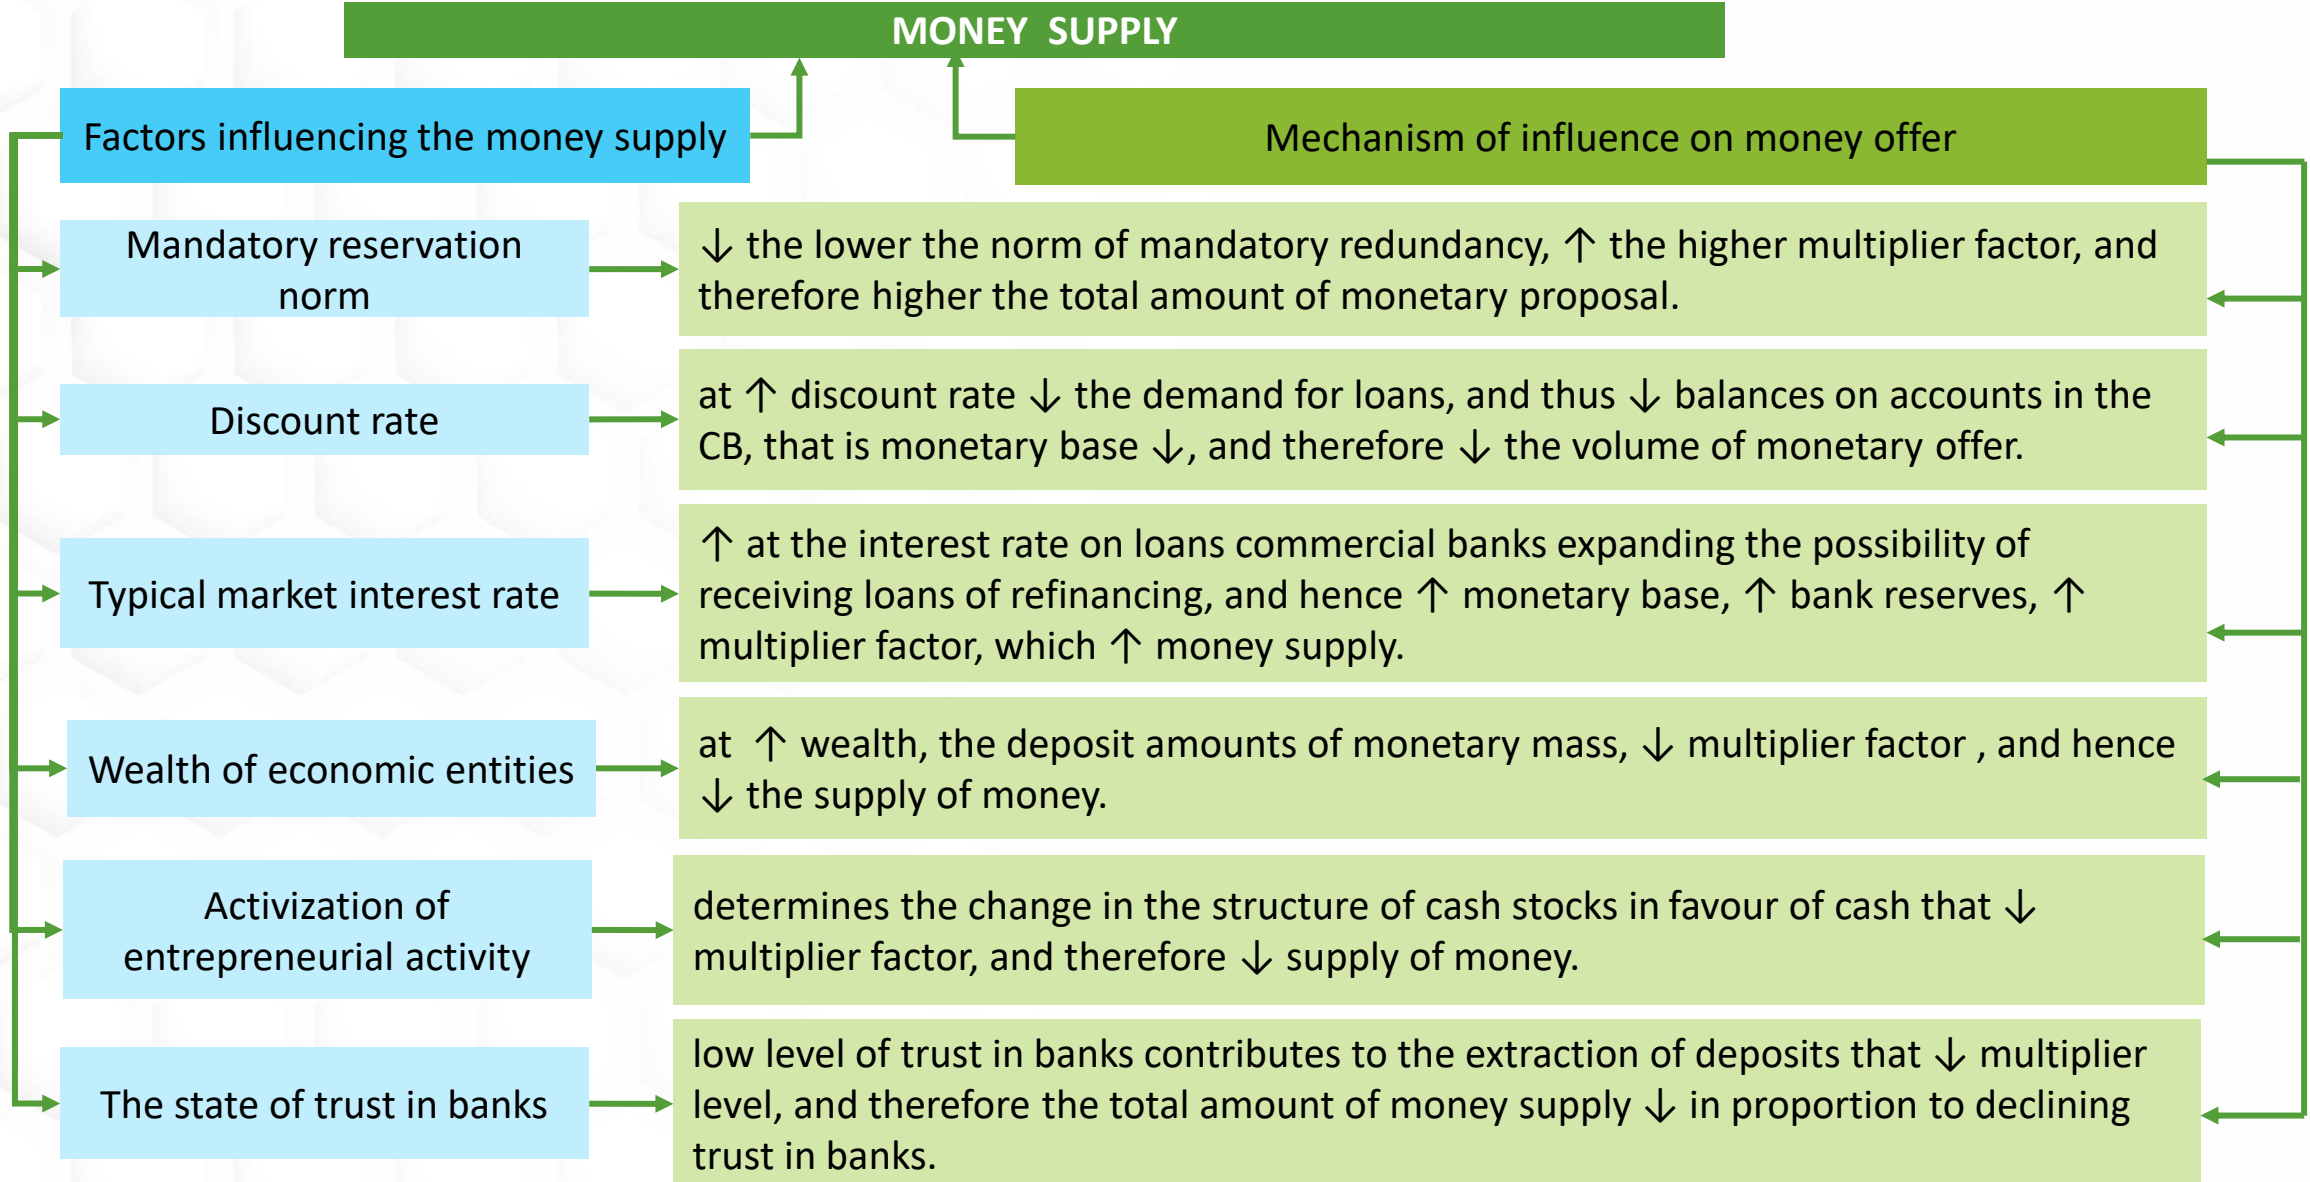 MONEY SUPPLY
Factors influencing the money supply
Mechanism of influence on money offer
Mandatory reservation
norm
↓ the lower the norm of mandatory redundancy, ↑ the higher multiplier factor, and
therefore higher the total amount of monetary proposal.
Discount rate
at ↑ discount rate ↓ the demand for loans, and thus ↓ balances on accounts in the
CB, that is monetary base ↓, and therefore ↓ the volume of monetary offer.
Typical market interest rate
↑ at the interest rate on loans commercial banks expanding the possibility of
receiving loans of refinancing, and hence ↑ monetary base, ↑ bank reserves, ↑
multiplier factor, which ↑ money supply.
Wealth of economic entities
at ↑ wealth, the deposit amounts of monetary mass, ↓ multiplier factor , and hence
↓ the supply of money.
Activization of
entrepreneurial activity
determines the change in the structure of cash stocks in favour of cash that ↓
multiplier factor, and therefore ↓ supply of money.
The state of trust in banks
low level of trust in banks contributes to the extraction of deposits that ↓ multiplier
level, and therefore the total amount of money supply ↓ in proportion to declining
trust in banks.